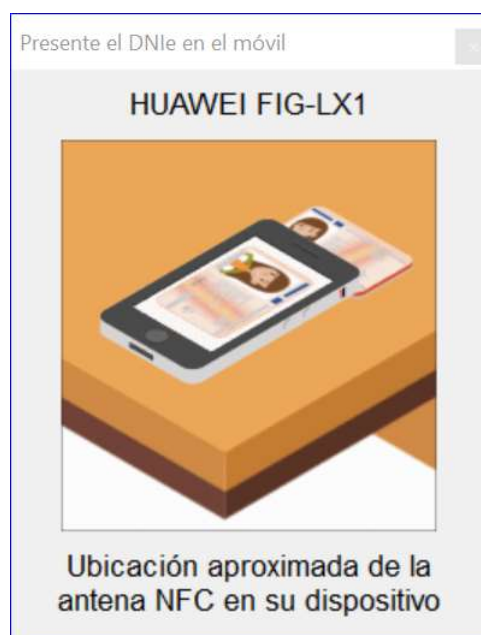 Presente el DNIe en el móvil
HUAWEI FIG-LX1
Ubicación aproximada de la
antena NFC en su dispositivo